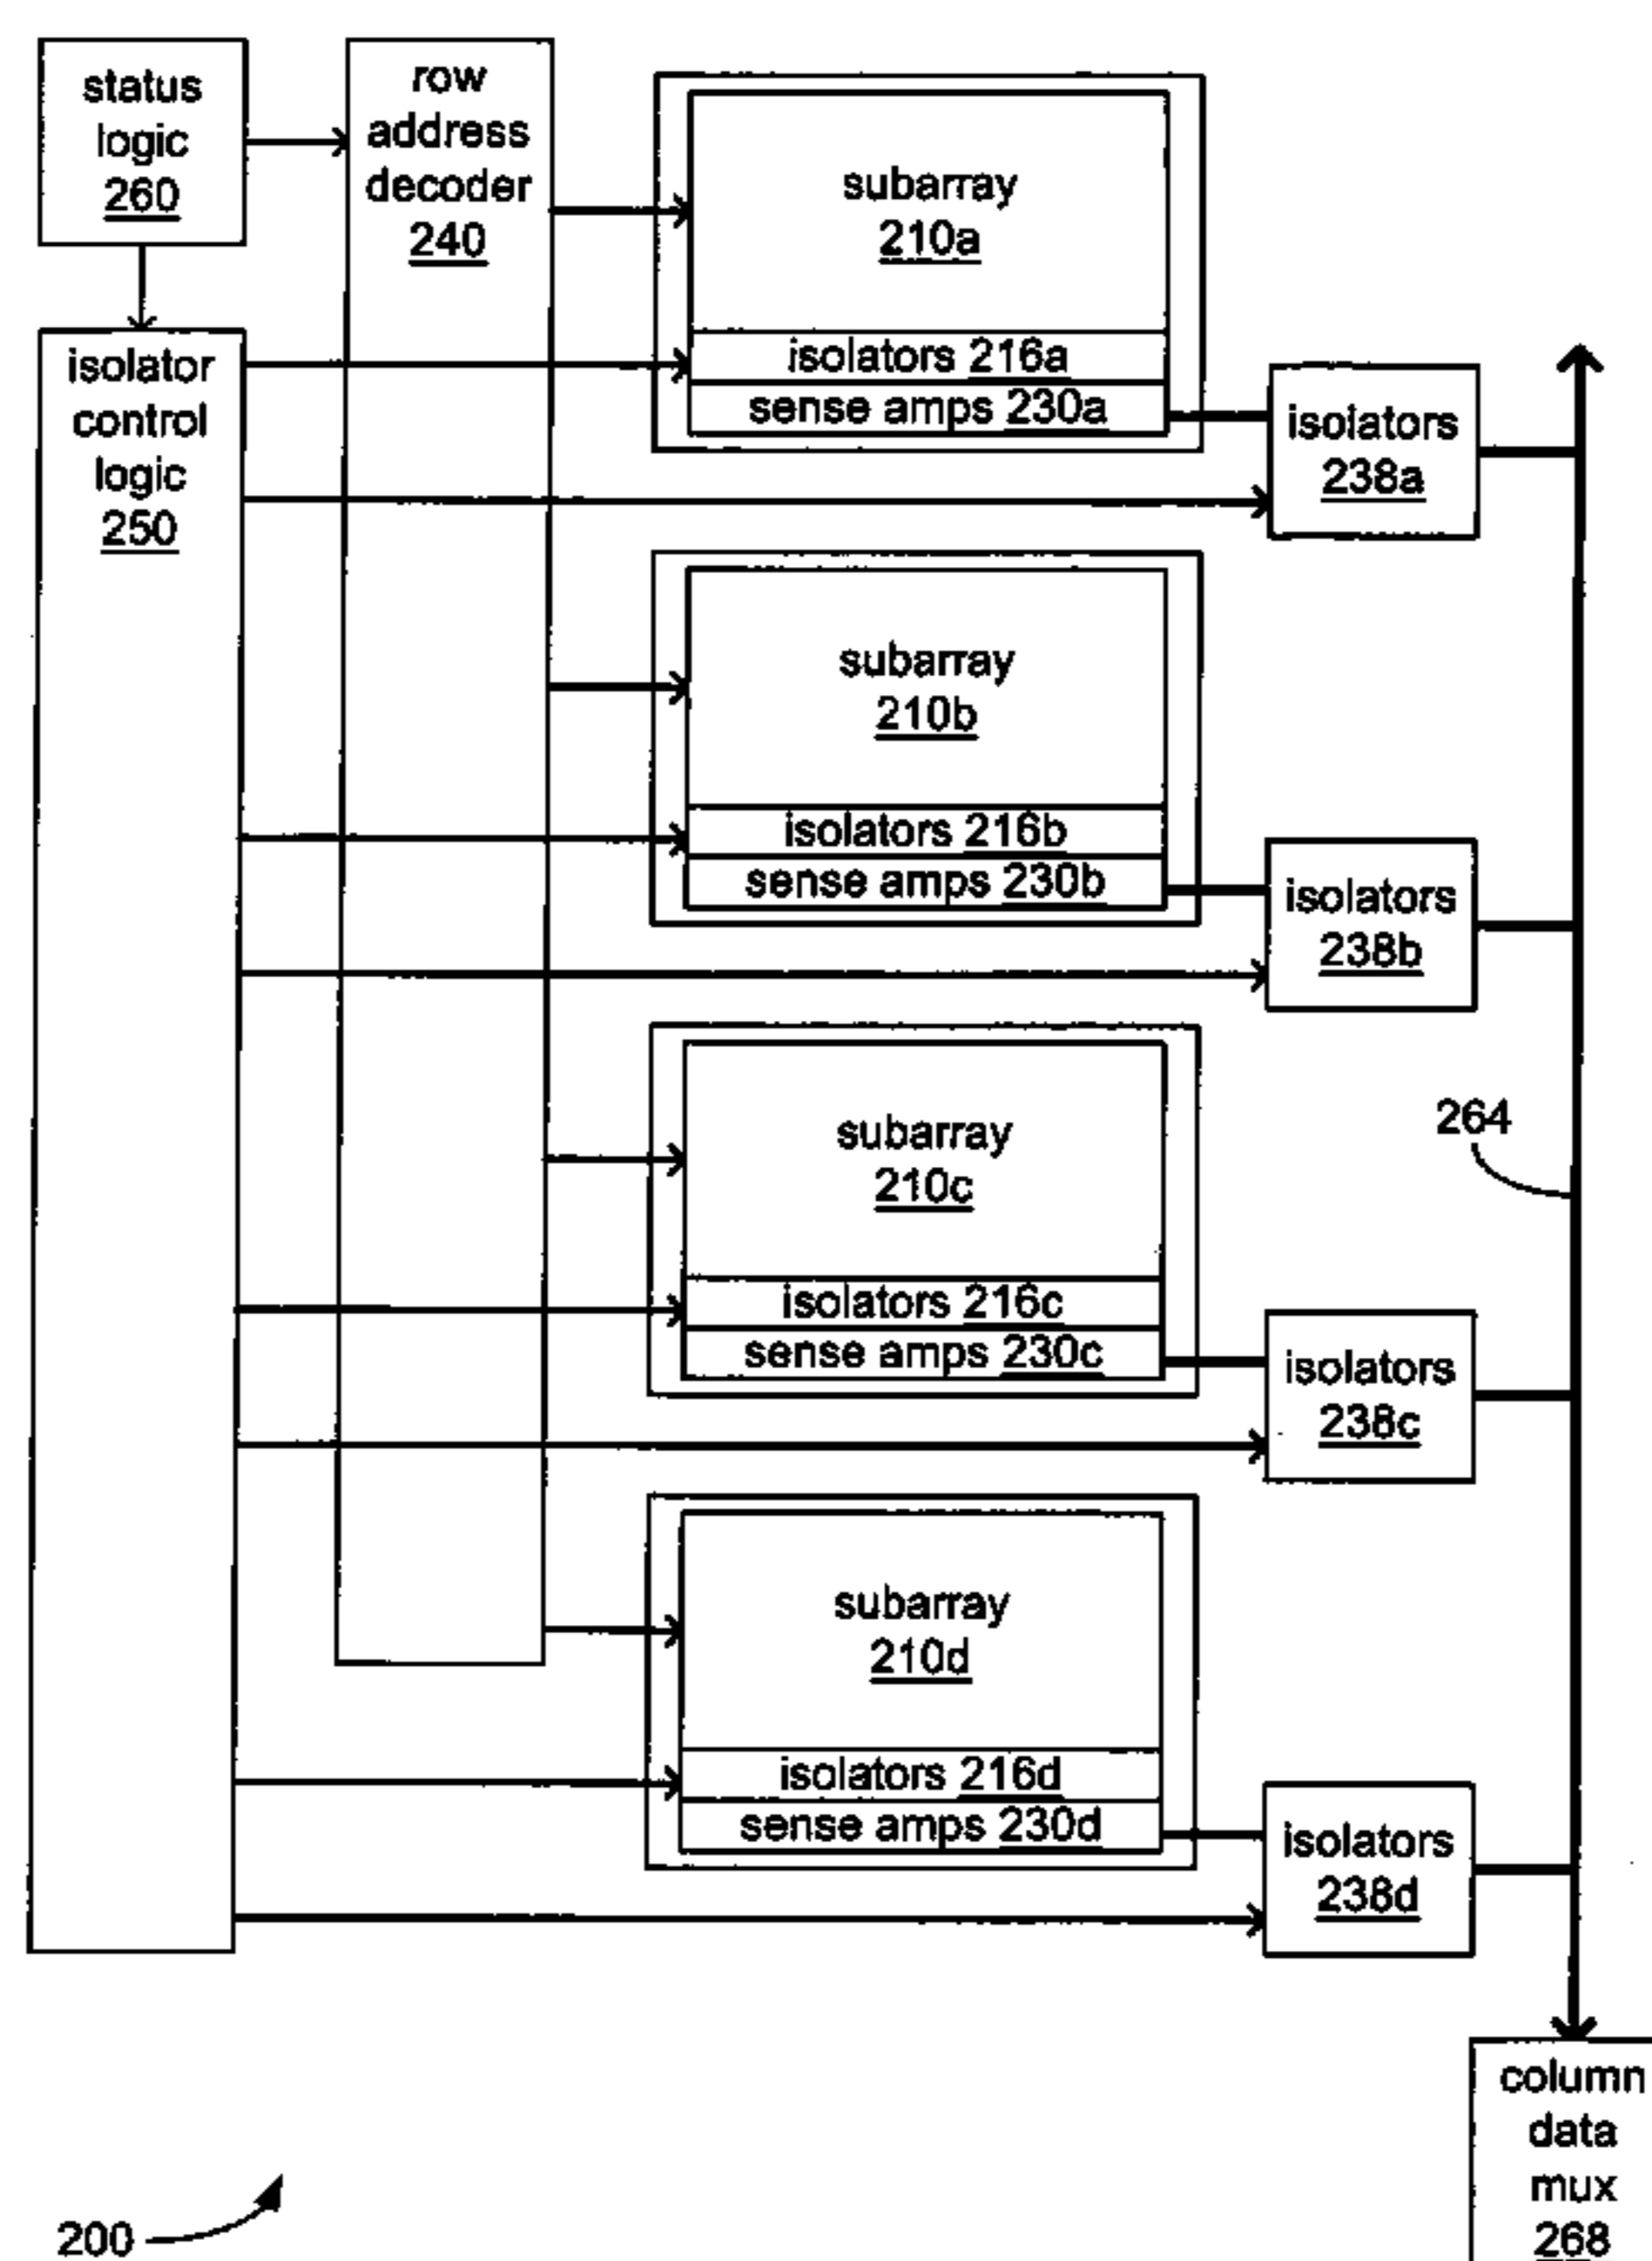 status
logic
260
row
address
decoder
240
subarray
210a
isolators 216a
sense amps 230a
isolator
control
logic
250
isolators
238a
subarray
210b
isolators 216b
sense amps 230b
isolators
238b
subarray
210c
isolators 216c
sense amps 230c
264
isolators
238c
subarray
210d
isolators 216d
sense amps 230d
isolators
238d
column
data
mux
268
200